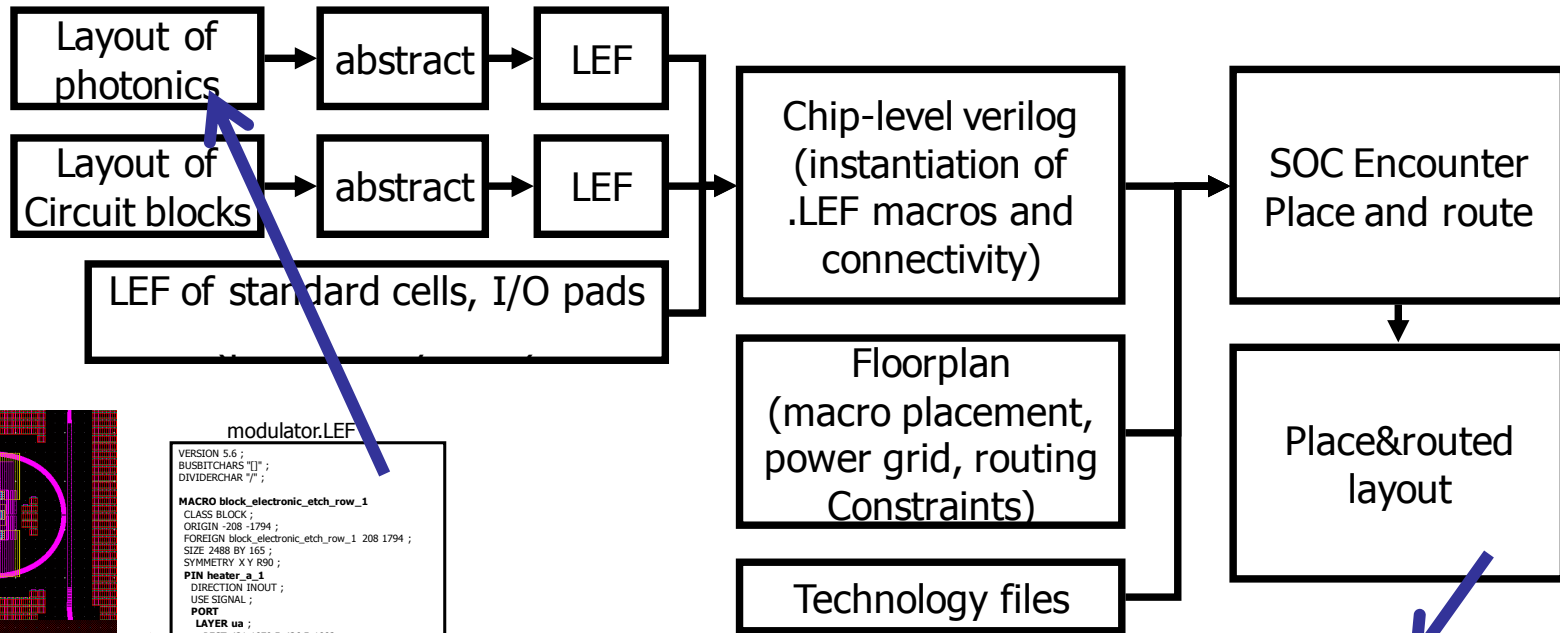 Layout of
photonics
abstract
LEF
Layout of
Circuit blocks
abstract
LEF
LEF of standard cells, I/O pads
Chip-level verilog
(instantiation of
.LEF macros and
connectivity)
SOC Encounter
Place and route
Floorplan
(macro placement,
power grid, routing
Constraints)
Place&routed
layout
Technology files
modulator.LEF
VERSION 5.6 ;
BUSBITCHARS "[]" ;
DIVIDERCHAR "/" ;
MACRO block_electronic_etch_row_1
CLASS BLOCK ;
ORIGIN -208 -1794 ;
FOREIGN block_electronic_etch_row_1 208 1794 ;
SIZE 2488 BY 165 ;
SYMMETRY X Y R90 ;
PIN heater_a_1
DIRECTION INOUT ;
USE SIGNAL ;
PORT
LAYER ua ;